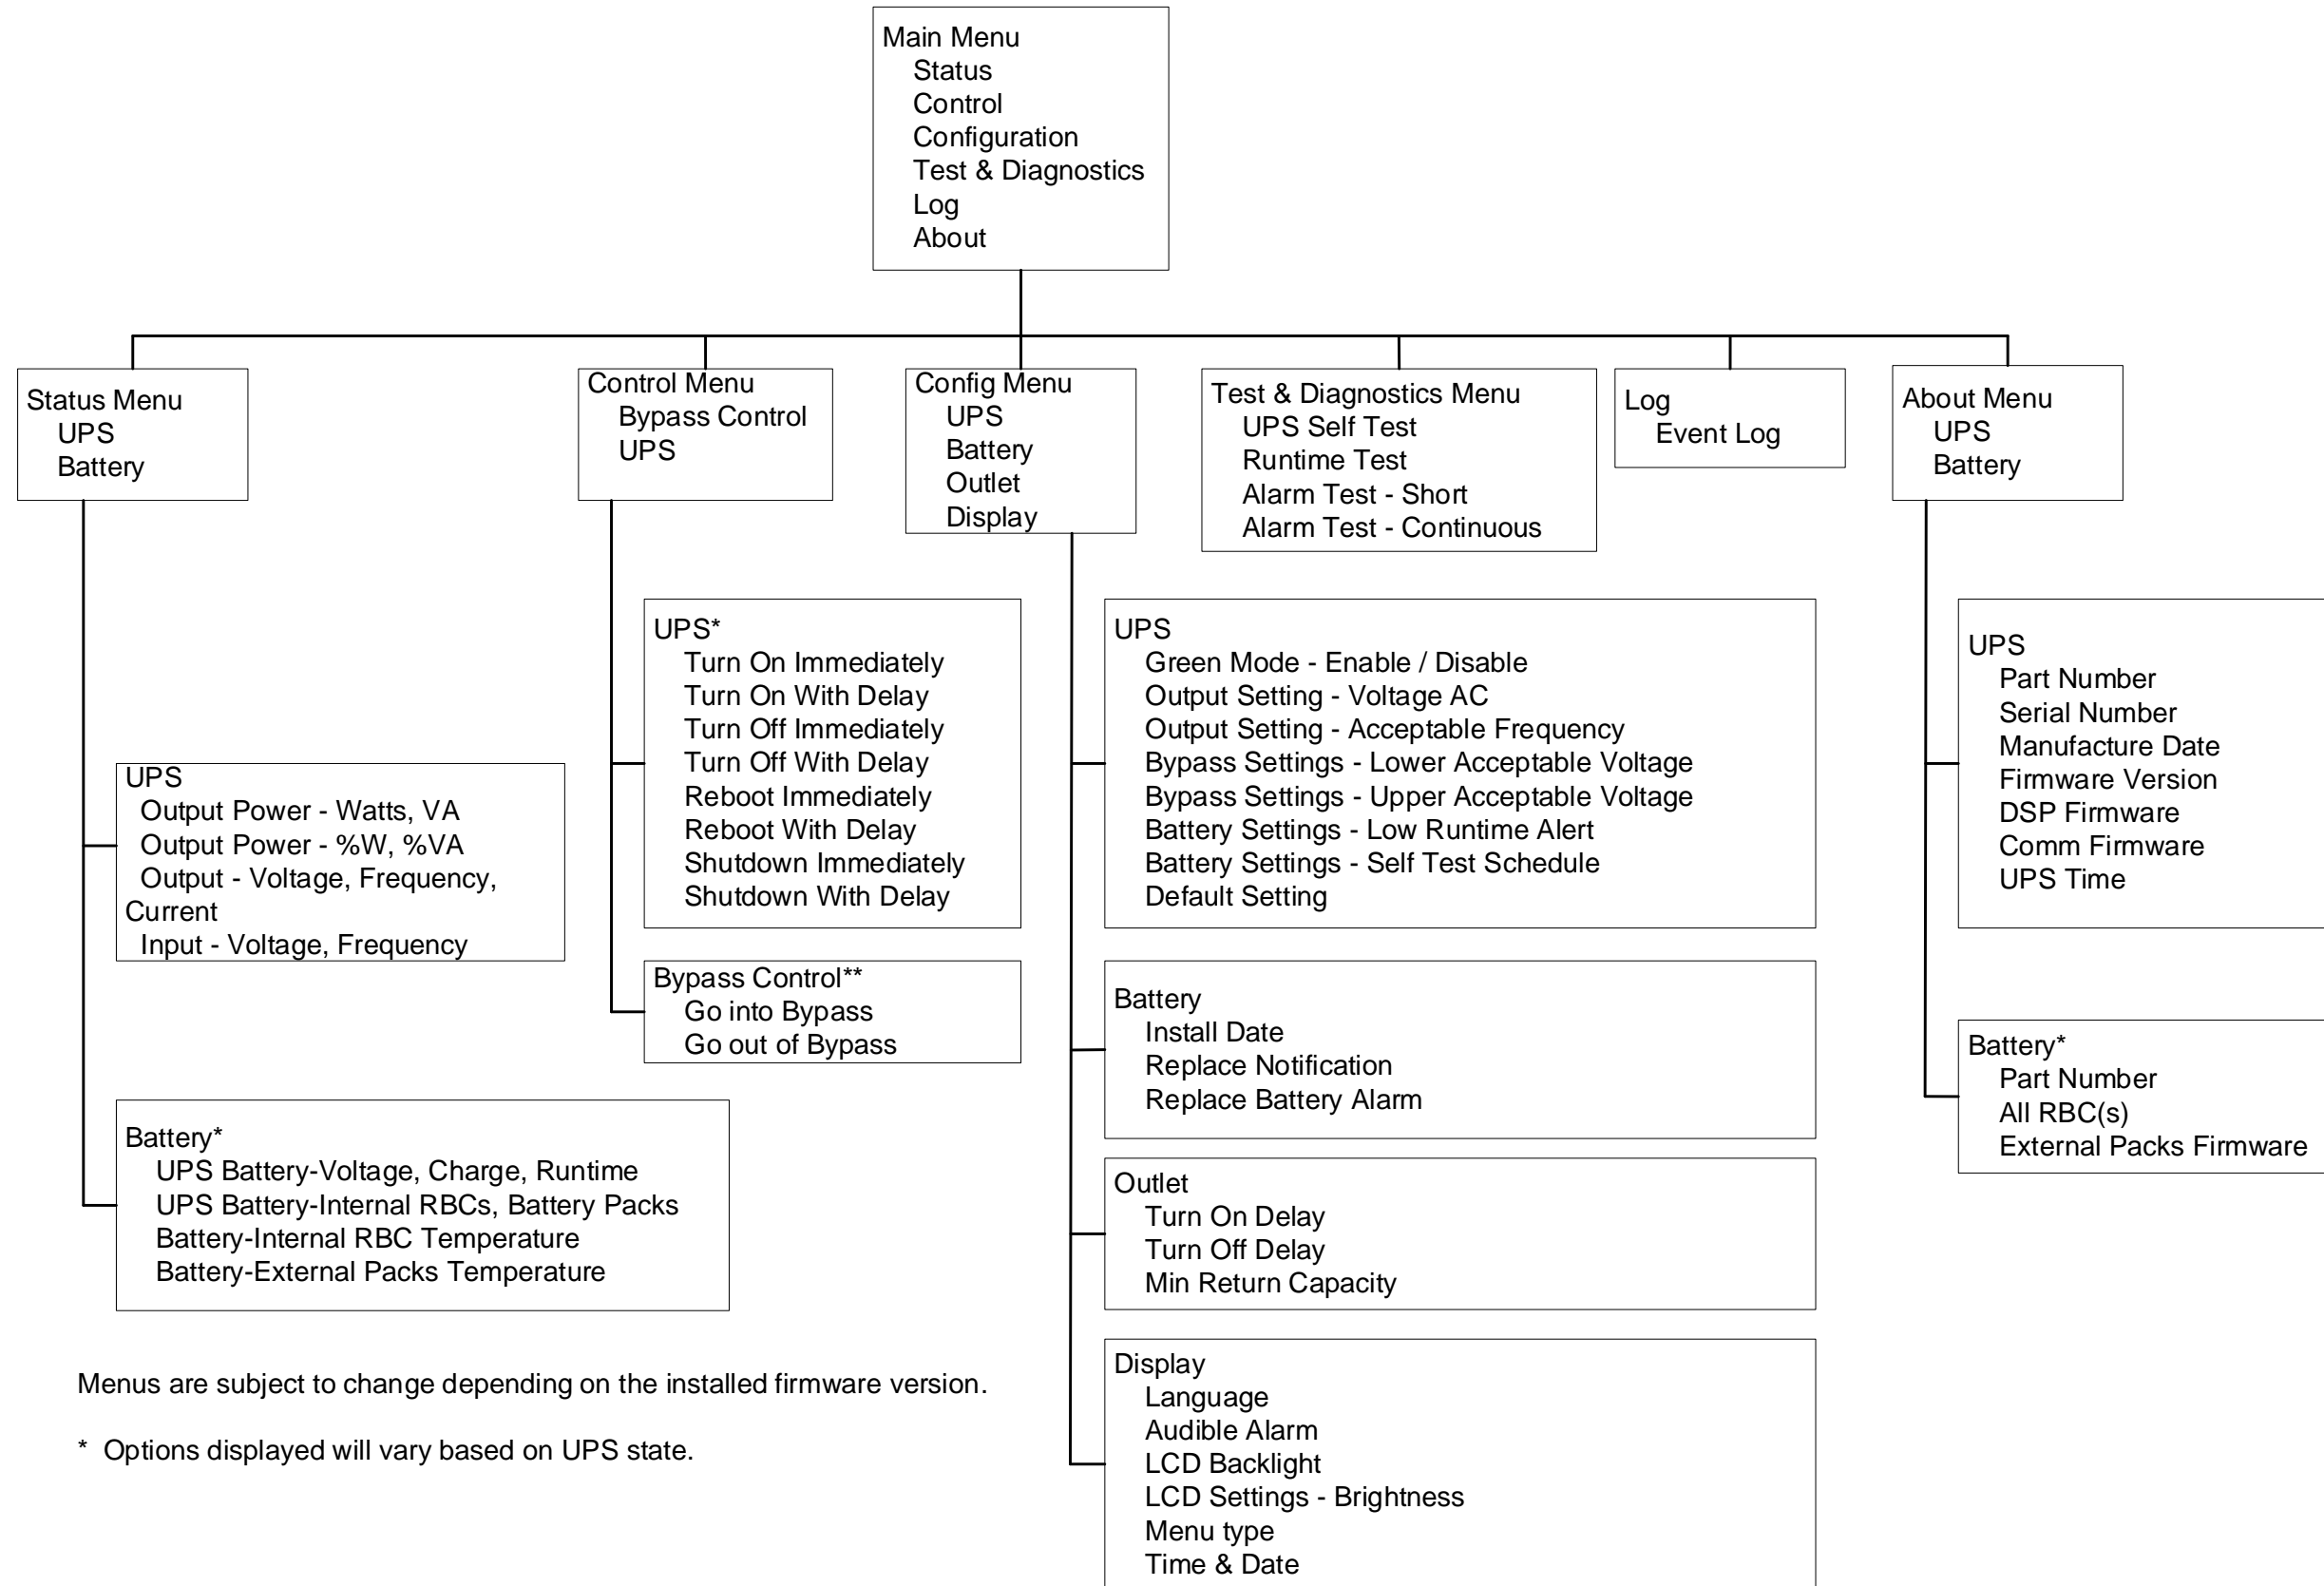 Main Menu
Status
Control
Configuration
Test & Diagnostics
Log
About
Status Menu
UPS
Battery
Control Menu
Bypass Control
UPS
Config Menu
UPS
Battery
Outlet
Display
Test & Diagnostics Menu
UPS Self Test
Runtime Test
Alarm Test - Short
Alarm Test - Continuous
Log
Event Log
About Menu
UPS
Battery
UPS
Output Power - Watts, VA
Output Power - %W, %VA
Output - Voltage, Frequency,
Current
Input - Voltage, Frequency
Battery*
UPS Battery-Voltage, Charge, Runtime
UPS Battery-Internal RBCs, Battery Packs
Battery-Internal RBC Temperature
Battery-External Packs Temperature
UPS*
Turn On Immediately
Turn On With Delay
Turn Off Immediately
Turn Off With Delay
Reboot Immediately
Reboot With Delay
Shutdown Immediately
Shutdown With Delay
Bypass Control**
Go into Bypass
Go out of Bypass
UPS
Green Mode - Enable / Disable
Output Setting - Voltage AC
Output Setting - Acceptable Frequency
Bypass Settings - Lower Acceptable Voltage
Bypass Settings - Upper Acceptable Voltage
Battery Settings - Low Runtime Alert
Battery Settings - Self Test Schedule
Default Setting
Battery
Install Date
Replace Notification
Replace Battery Alarm
Outlet
Turn On Delay
Turn Off Delay
Min Return Capacity
Display
Language
Audible Alarm
LCD Backlight
LCD Settings - Brightness
Menu type
Time & Date
UPS
Part Number
Serial Number
Manufacture Date
Firmware Version
DSP Firmware
Comm Firmware
UPS Time
Battery*
Part Number
All RBC(s)
External Packs Firmware
Menus are subject to change depending on the installed firmware version.
* Options displayed will vary based on UPS state.